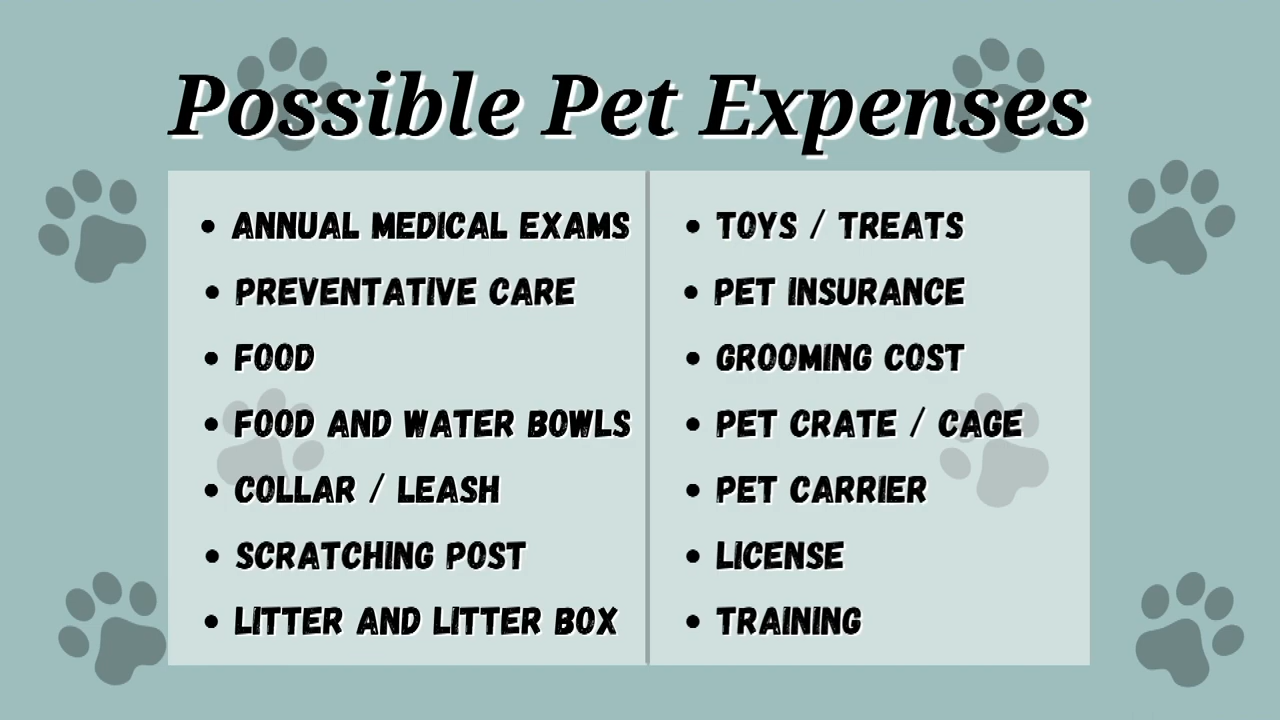 Possible Pet Expenses
• ANNUAL MEDICAL EXAMS
• PREVENTATIVE CARE
• FOOD
• FOOD AND WATER BOWLS
• COLLAR / LEASH
• SCRATCHING POST
• LITTER AND LITTER BOX
• TOYS / TREATS
• PET INSURANCE
• GROOMING COST
• PET CRATE / CAGE
• PET CARRIER
• LICENSE
• TRAINING